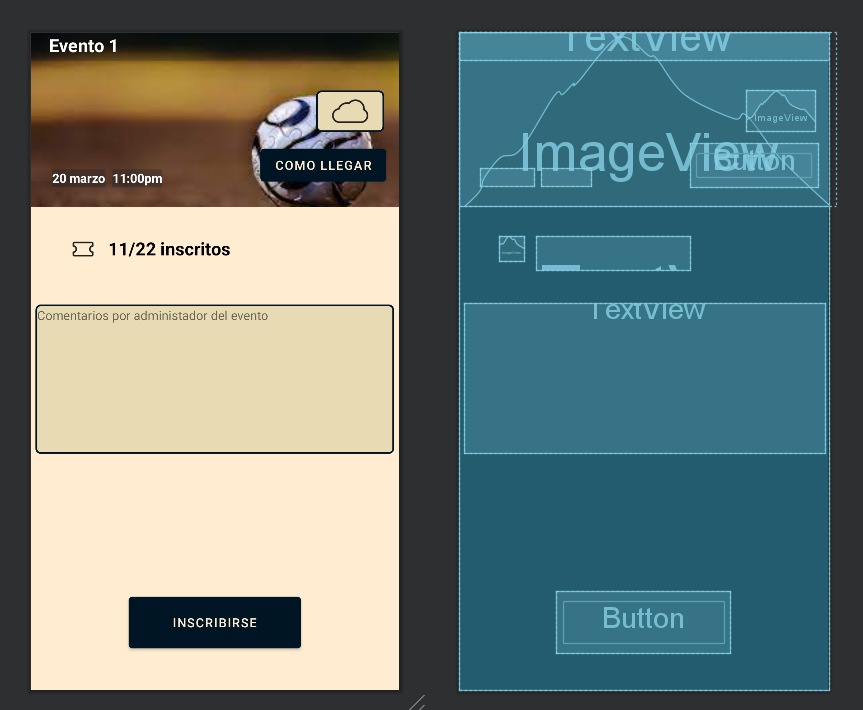 Evento 1
COMO LLEGAR
20 marzo 11:00pm
11/22 inscritos
Comentarios por administador del evento
INSCRIBIRSE
TextView
ImageView
ImageView
Button
TextView
Button